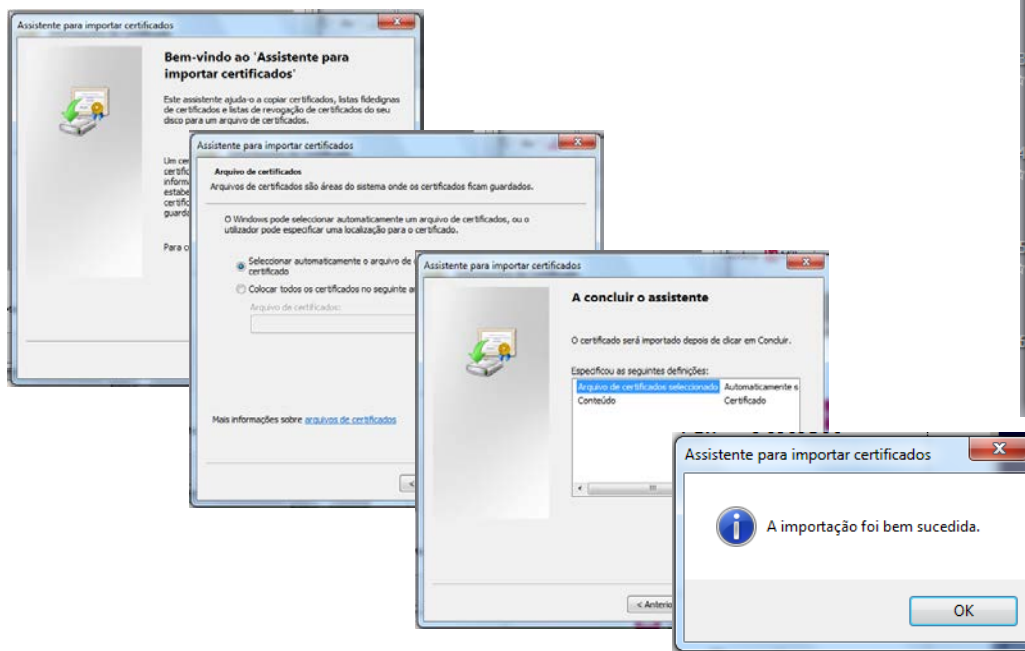 Assistente para importar certificados
Bem-vindo ao 'Assistente para
importar certificados'
Este assistente ajuda-o a copiar certificados, listas fidedignas
de certificados e listas de revogação de certificados do seu
disco para um arquivo de certificados.
Um
Para
Assistente para importar certificados
Arquivo de certificados
Arquivos de certificados são áreas do sistema onde os certificados ficam guardados.
O Windows pode seleccionar automaticamente um arquivo de certificados, ou o
utilizador pode especificar uma localização para o certificado.
Seleccionar automaticamente o arquivo de
certificado
Colocar todos os certificados no seguinte
Arquivo de certificados:
Mais informações sobre arquivos de certificados
<
Assistente para importar certificados
A concluir o assistente
O certificado será importado depois de clicar em Concluir.
Especificou as seguintes definições:
Arquivo de certificados seleccionado Automaticamente s
Conteúdo Certificado
< Anterio
Assistente para importar certificados
A importação foi bem sucedida.
OK